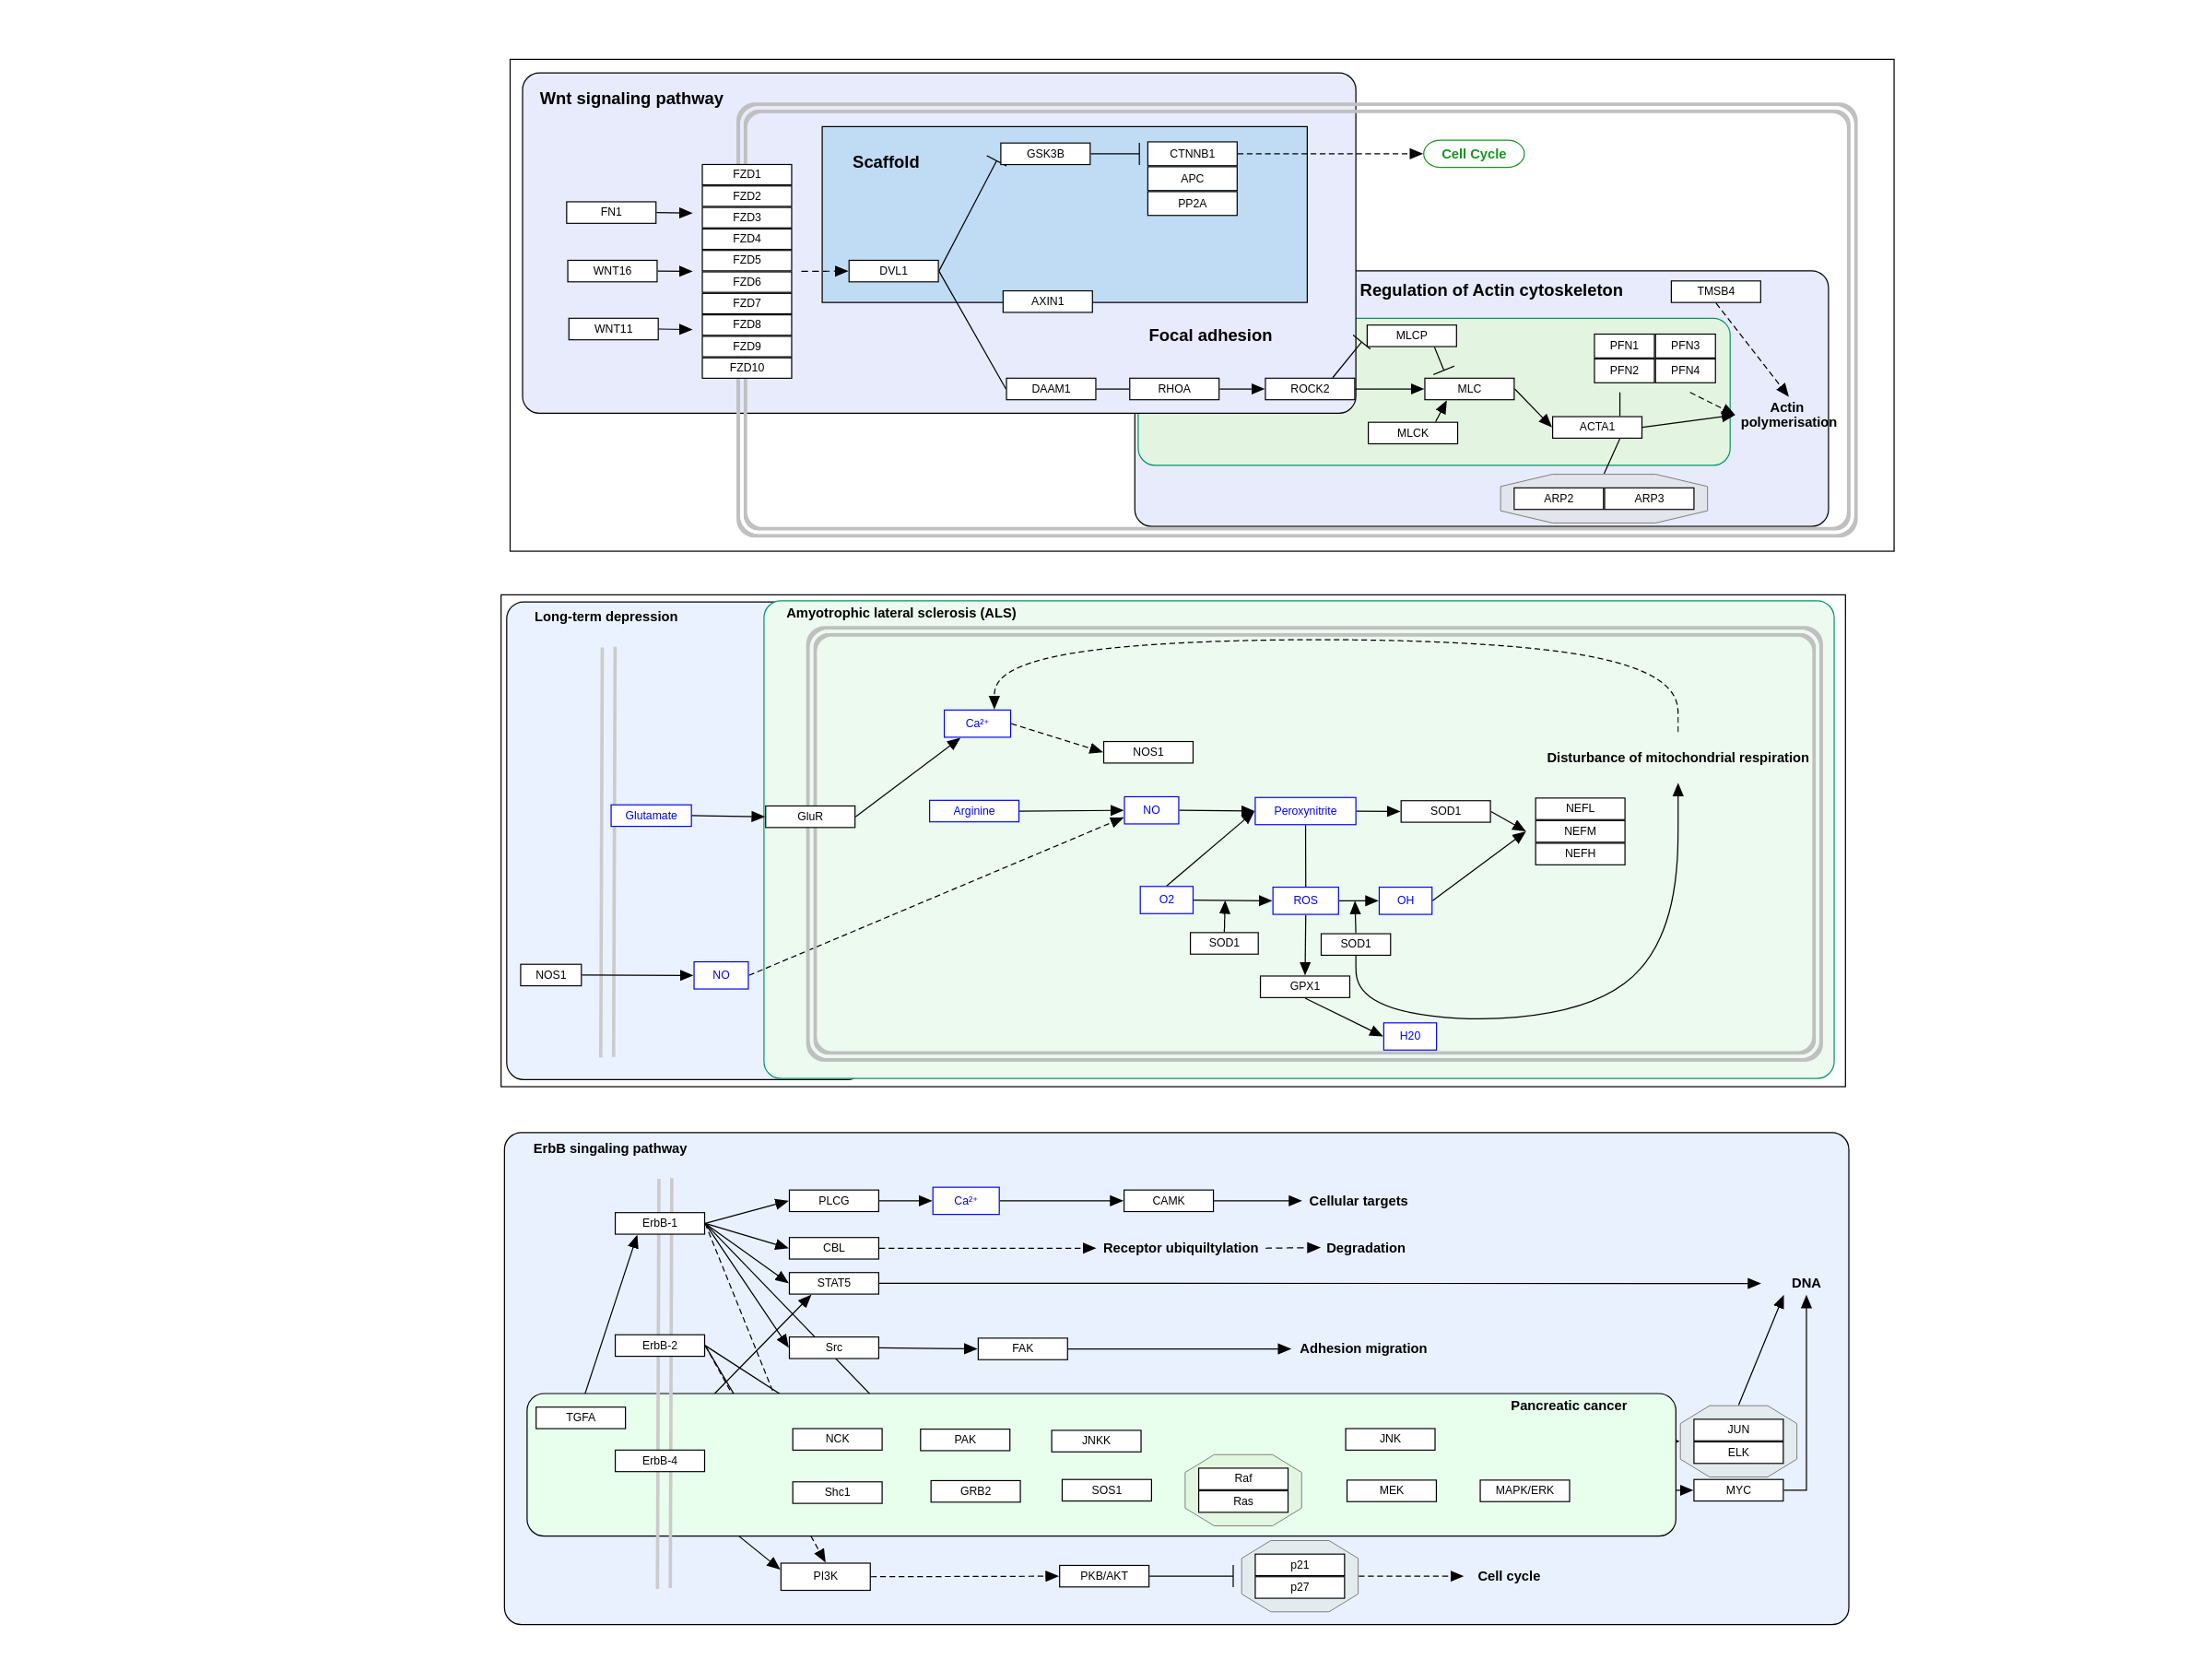 Wnt signaling pathway
Scaffold
GSK3B
CTNNB1
APC
PP2A
Cell Cycle
FZD1
FZD2
FZD3
FZD4
FZD5
FZD6
FZD7
FZD8
FZD9
FZD10
FN1
WNT16
WNT11
DVL1
AXIN1
Focal adhesion
DAAM1
RHOA
ROCK2
Regulation of Actin cytoskeleton
TMSB4
MLCP
MLC
MLCK
PFN1
PFN3
PFN2
PFN4
ACTA1
Actin
polymerisation
ARP2
ARP3
Long-term depression
Amyotrophic lateral sclerosis (ALS)
Ca²⁺
NOS1
Disturbance of mitochondrial respiration
Glutamate
GluR
Arginine
NO
Peroxynitrite
SOD1
NEFL
NEFM
NEFH
O2
ROS
OH
SOD1
SOD1
NOS1
NO
GPX1
H20
ErbB singaling pathway
PLCG
Ca²⁺
CAMK
Cellular targets
ErbB-1
CBL
Receptor ubiquiltylation
Degradation
STAT5
DNA
ErbB-2
Src
FAK
Adhesion migration
Pancreatic cancer
TGFA
NCK
PAK
JNKK
JNK
JUN
ELK
ErbB-4
Shc1
GRB2
SOS1
Raf
Ras
MEK
MAPK/ERK
MYC
PI3K
PKB/AKT
p21
p27
Cell cycle